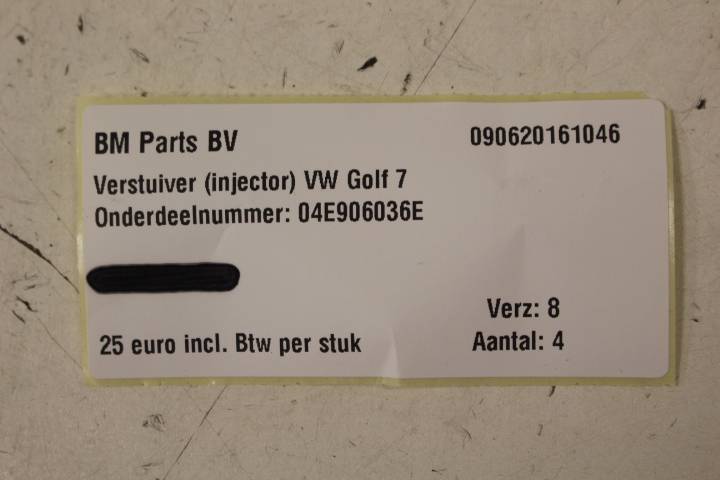 BM Parts BV 090620161046
Verstuiver (injector) VW Golf 7
Onderdeelnummer: 04E906036E
Verz: 8
25 euro incl. Btw per stuk Aantal: 4